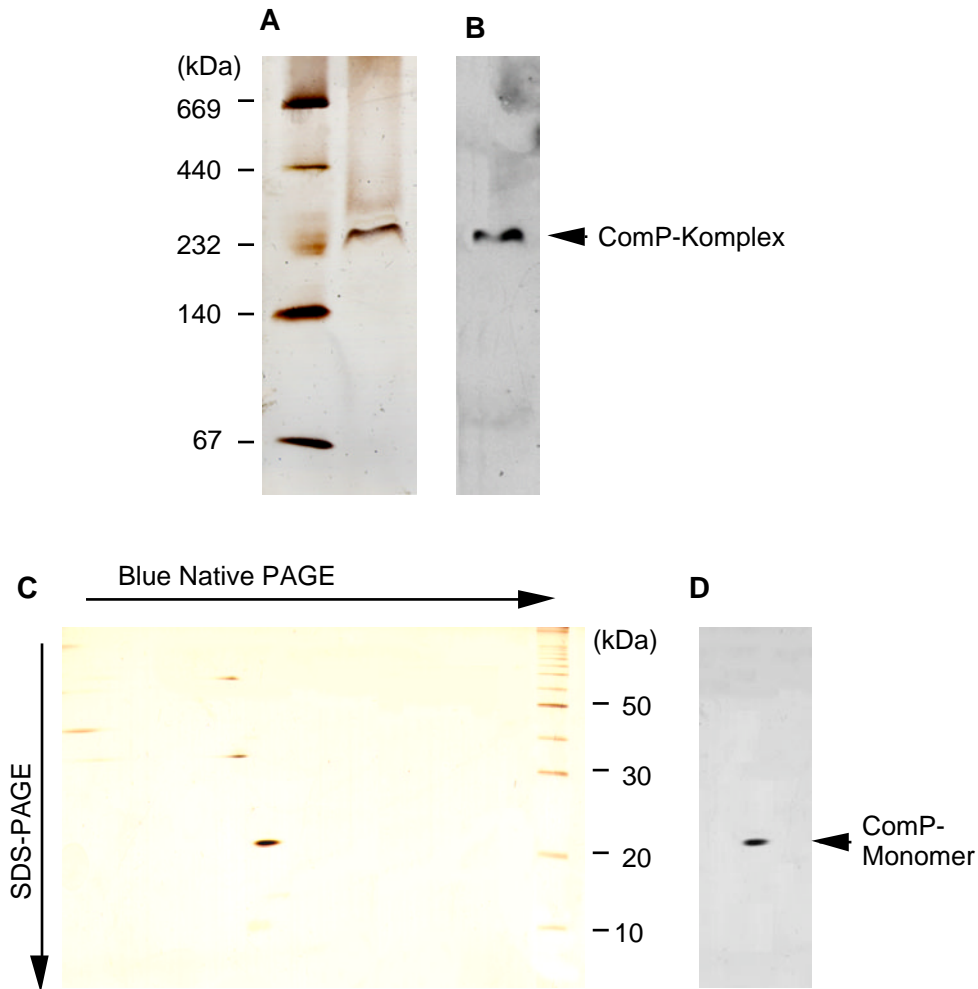 A
B
(kDa)
669
440
232
140
67
ComP-Komplex
C
Blue Native PAGE
D
SDS-PAGE
(kDa)
50
30
20
10
ComP-
Monomer